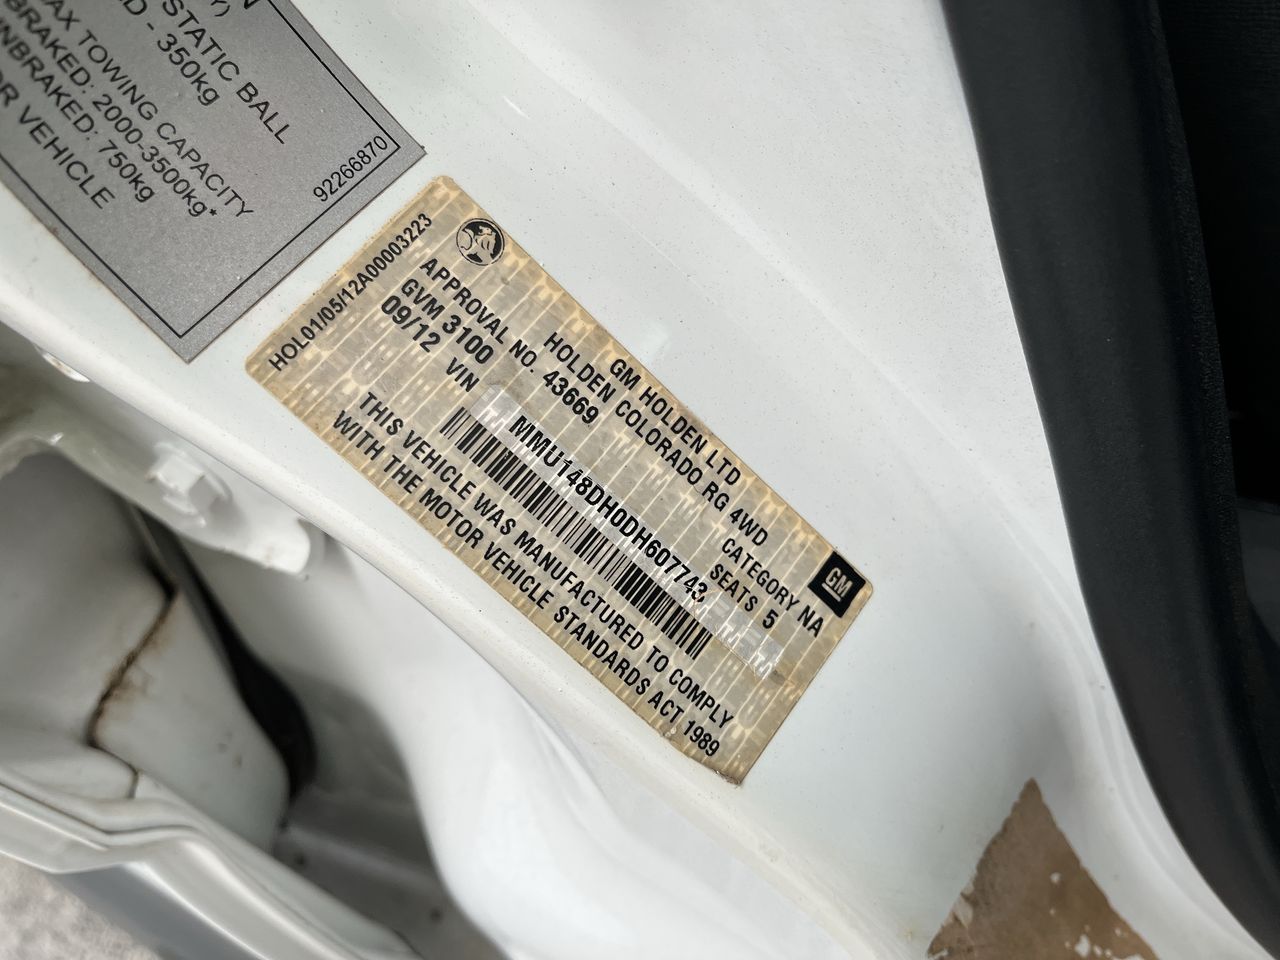 STATIC BALL
D - 350kg
AX TOWING CAPACITY
BRAKED: 2000-3500kg*
NBRAKED: 750kg
OR VEHICLE
92266870
HOL01/05/12A00003223
GM HOLDEN LTD
HOLDEN COLORADO RG 4WD
APPROVAL NO. 43669 CATEGORY NA
GVM 3100 SEATS 5
09/12 VIN MMU148DH0DH607743
THIS VEHICLE WAS MANUFACTURED TO COMPLY
WITH THE MOTOR VEHICLE STANDARDS ACT 1989
GM